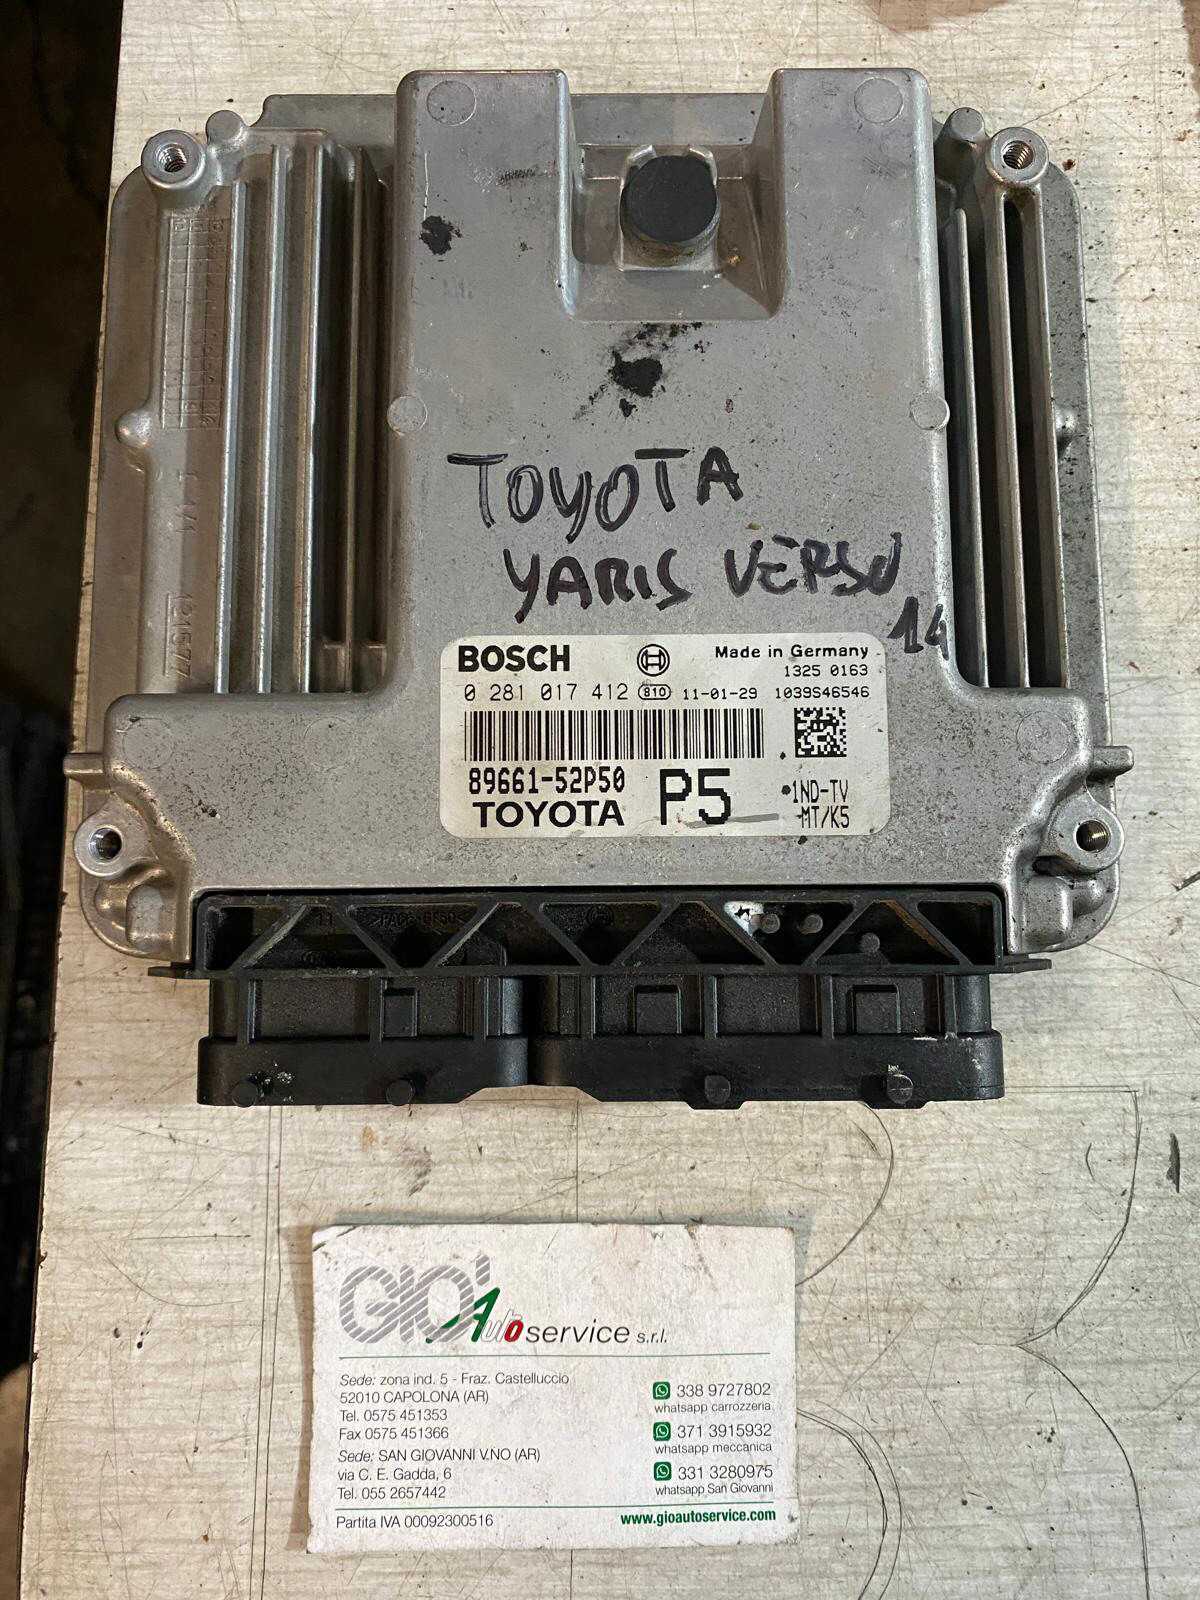 TOYOTA
YARIS VERSO
14
BOSCH
Made in Germany
1325 0163
0 281 017 412 810 11-01-29 1039S46546
89661-52P50
TOYOTA
P5
1ND-TV
MT/K5
GIO' Auto service s.r.l.
Sede: zona ind. 5 - Fraz. Castelluccio
52010 CAPOLONA (AR)
Tel. 0575 451353
Fax 0575 451366
Sede: SAN GIOVANNI V.NO (AR)
via C. E. Gadda, 6
Tel. 055 2657442
338 9727802
whatsapp carrozzeria
371 3915932
whatsapp meccanica
331 3280975
whatsapp San Giovanni
Partita IVA 00092300516
www.gioautoservice.com